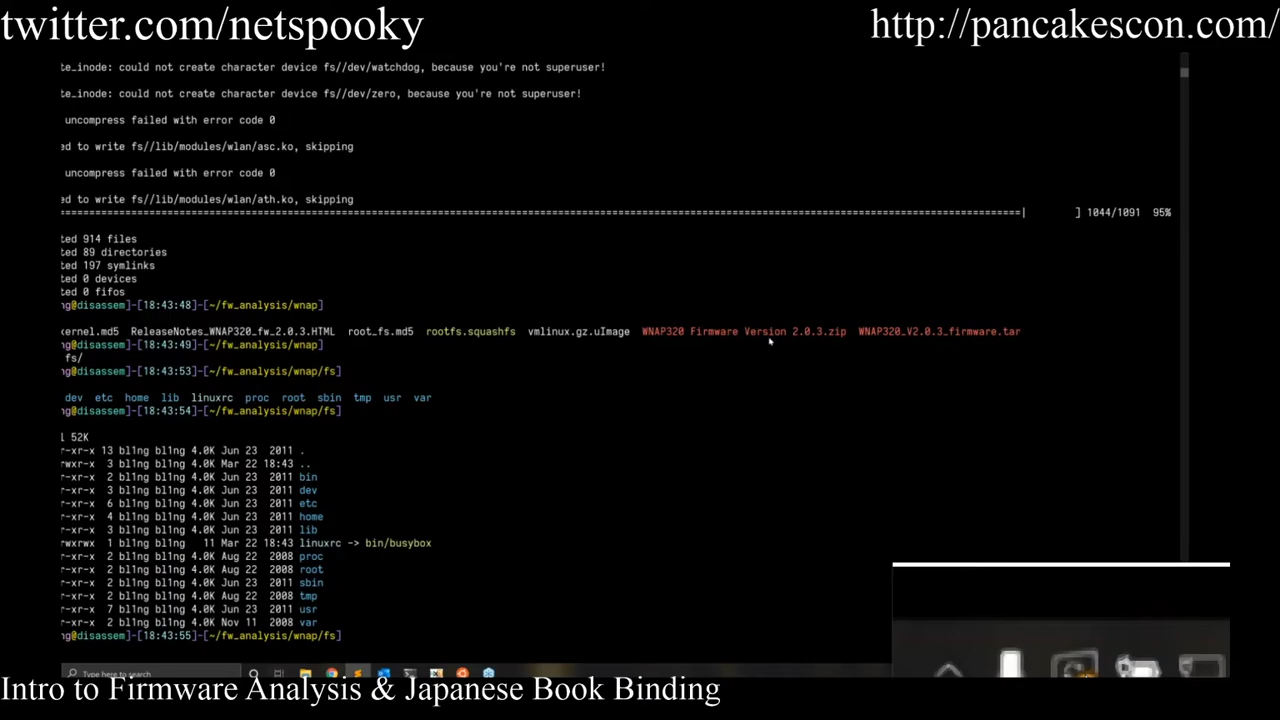 twitter.com/netspooky
http://pancakescon.com/
te_inode: could not create character device fs//dev/watchdog, because you're not superuser!
te_inode: could not create character device fs//dev/zero, because you're not superuser!
uncompress failed with error code 0
ed to write fs//lib/modules/wlan/asc.ko, skipping
uncompress failed with error code 0
ed to write fs//lib/modules/wlan/ath.ko, skipping
] 1044/1091 95%
ted 914 files
ted 89 directories
ted 197 symlinks
ted 0 devices
ted 0 fifos
ng@disassem]-[18:43:48]-[~/fw_analysis/wnap]
kernel.md5 ReleaseNotes_WNAP320_fw_2.0.3.HTML root_fs.md5 rootfs.squashfs vmlinux.gz.uImage WNAP320 Firmware Version 2.0.3.zip WNAP320_V2.0.3_firmware.tar
ng@disassem]-[18:43:49]-[~/fw_analysis/wnap]
fs/
ng@disassem]-[18:43:53]-[~/fw_analysis/wnap/fs]
dev etc home lib linuxrc proc root sbin tmp usr var
ng@disassem]-[18:43:54]-[~/fw_analysis/wnap/fs]
l 52K
r-xr-x 13 bl1ng bl1ng 4.0K Jun 23 2011 .
rwxr-x 3 bl1ng bl1ng 4.0K Mar 22 18:43 ..
r-xr-x 2 bl1ng bl1ng 4.0K Jun 23 2011 bin
r-xr-x 3 bl1ng bl1ng 4.0K Jun 23 2011 dev
r-xr-x 6 bl1ng bl1ng 4.0K Jun 23 2011 etc
r-xr-x 4 bl1ng bl1ng 4.0K Jun 23 2011 home
r-xr-x 3 bl1ng bl1ng 4.0K Jun 23 2011 lib
rwxrwx 1 bl1ng bl1ng 11 Mar 22 18:43 linuxrc -> bin/busybox
r-xr-x 2 bl1ng bl1ng 4.0K Aug 22 2008 proc
r-xr-x 2 bl1ng bl1ng 4.0K Aug 22 2008 root
r-xr-x 2 bl1ng bl1ng 4.0K Jun 23 2011 sbin
r-xr-x 2 bl1ng bl1ng 4.0K Aug 22 2008 tmp
r-xr-x 7 bl1ng bl1ng 4.0K Jun 23 2011 usr
r-xr-x 2 bl1ng bl1ng 4.0K Nov 11 2008 var
ng@disassem]-[18:43:55]-[~/fw_analysis/wnap/fs]
Type here to search
Intro to Firmware Analysis & Japanese Book Binding